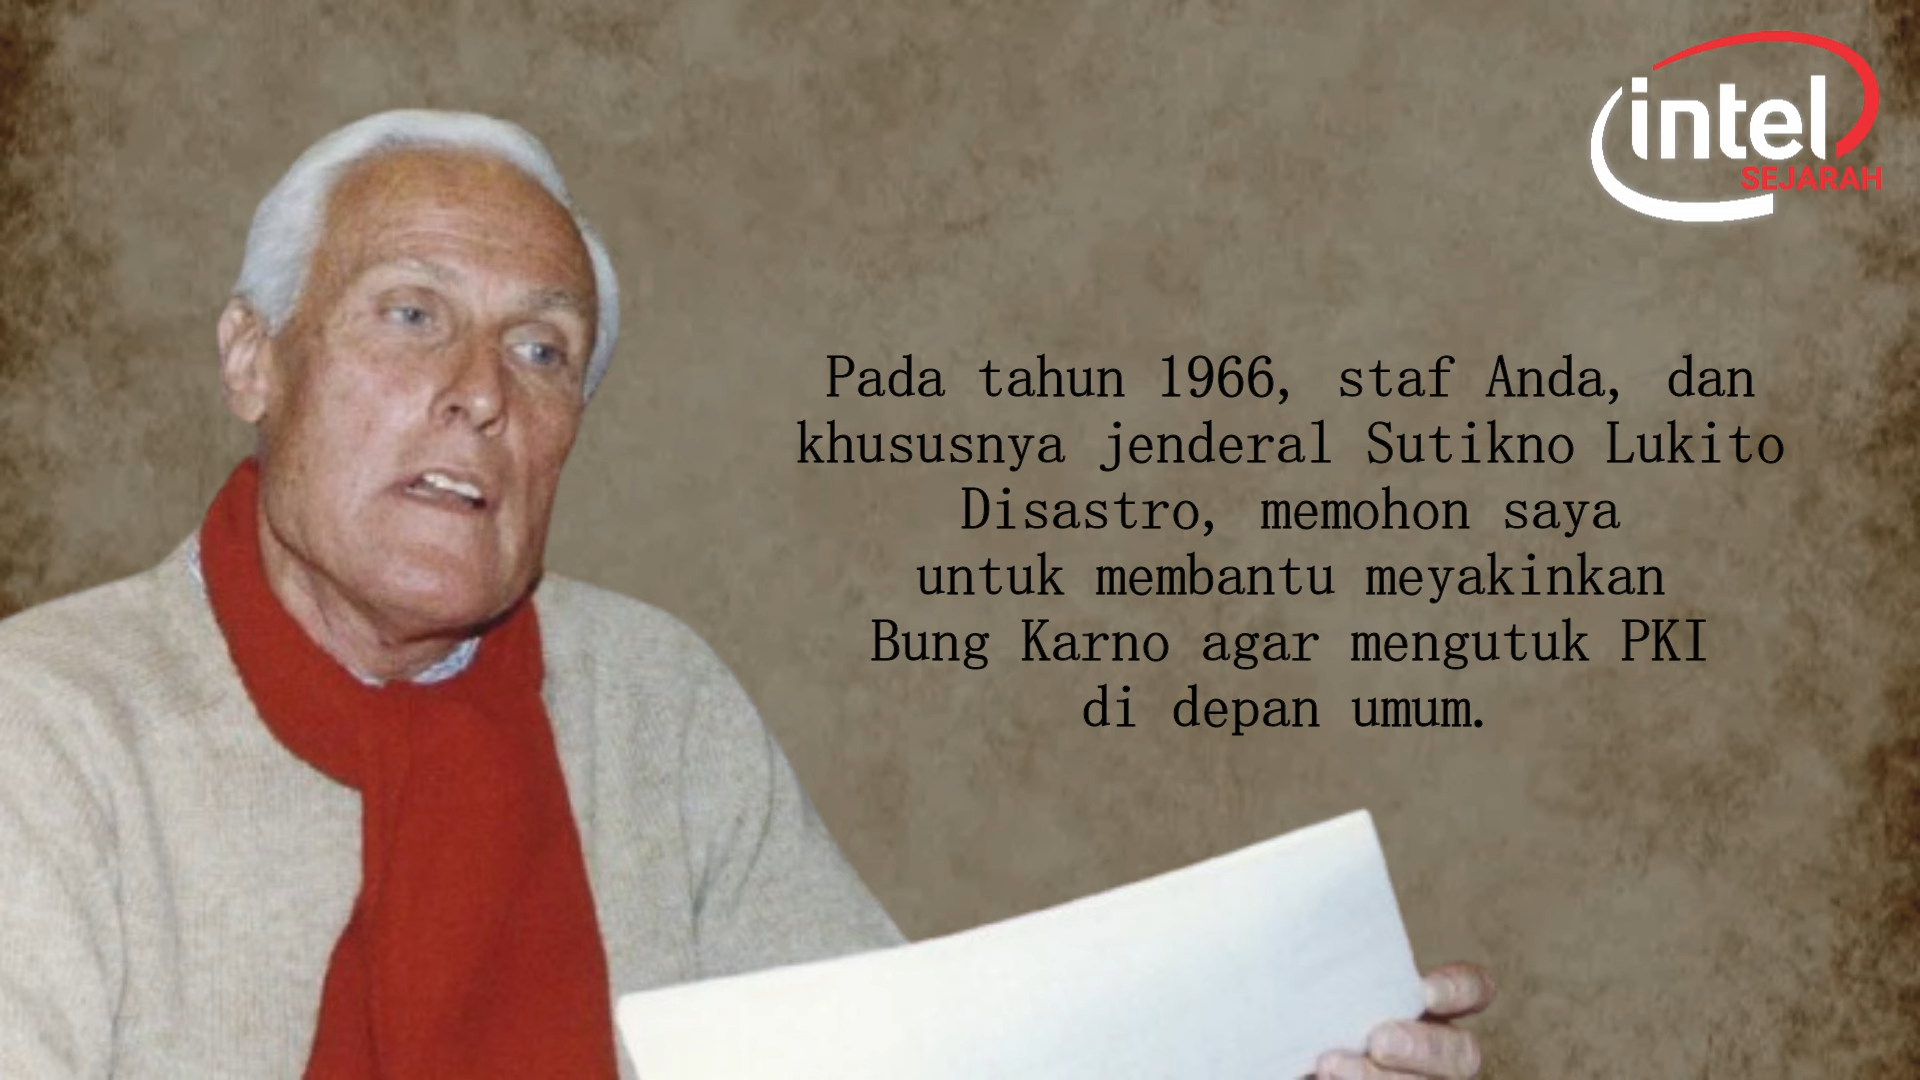 intel
SEJARAH
Pada tahun 1966, staf Anda, dan
khususnya jenderal Sutikno Lukito
Disastro, memohon saya
untuk membantu meyakinkan
Bung Karno agar mengutuk PKI
di depan umum.